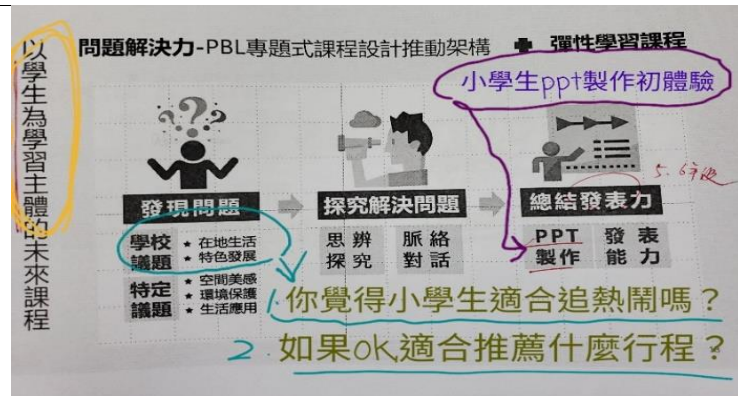 以學生為學習主體的未來課程
問題解決力-PBL專題式課程設計推動架構 ✚ 彈性學習課程
小學生ppt製作初體驗
5.6年級
發現問題
探究解決問題
總結發表力
學校議題
★ 在地生活
★ 特色發展
特定議題
★ 空間美感
★ 環境保護
★ 生活應用
思辨探究
脈絡對話
PPT製作
發表能力
1.你覺得小學生適合追熱鬧嗎?
2.如果OK,適合推薦什麼行程?